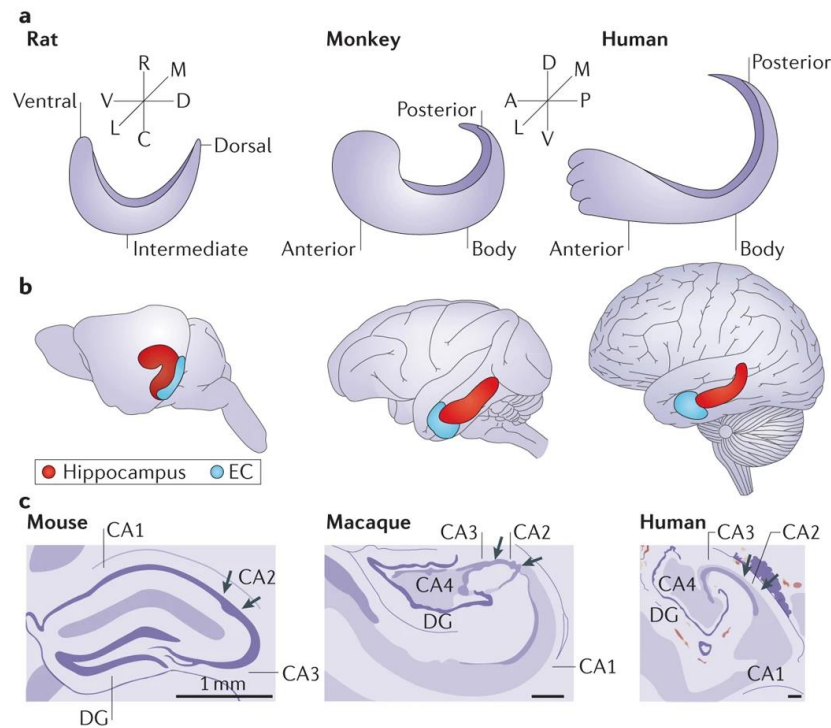 a
Rat
Monkey
Human
R
M
V
D
L
C
Ventral
Dorsal
Intermediate
D
M
A
P
L
V
Posterior
Anterior
Body
Posterior
Anterior
Body
b
Hippocampus
EC
c
Mouse
CA1
CA2
CA3
DG
1 mm
Macaque
CA3
CA2
CA4
DG
CA1
Human
CA3
CA2
CA4
DG
CA1